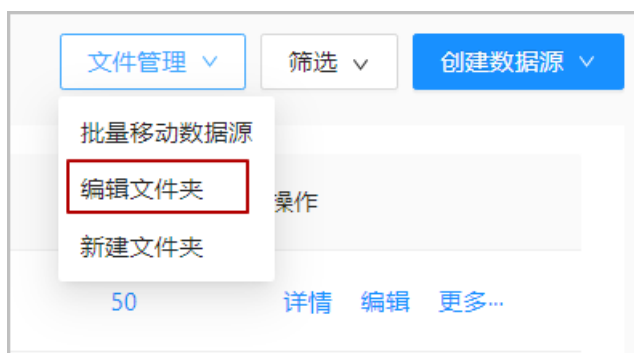 文件管理 筛选 创建数据源
批量移动数据源
编辑文件夹 操作
新建文件夹
50 详情 编辑 更多···